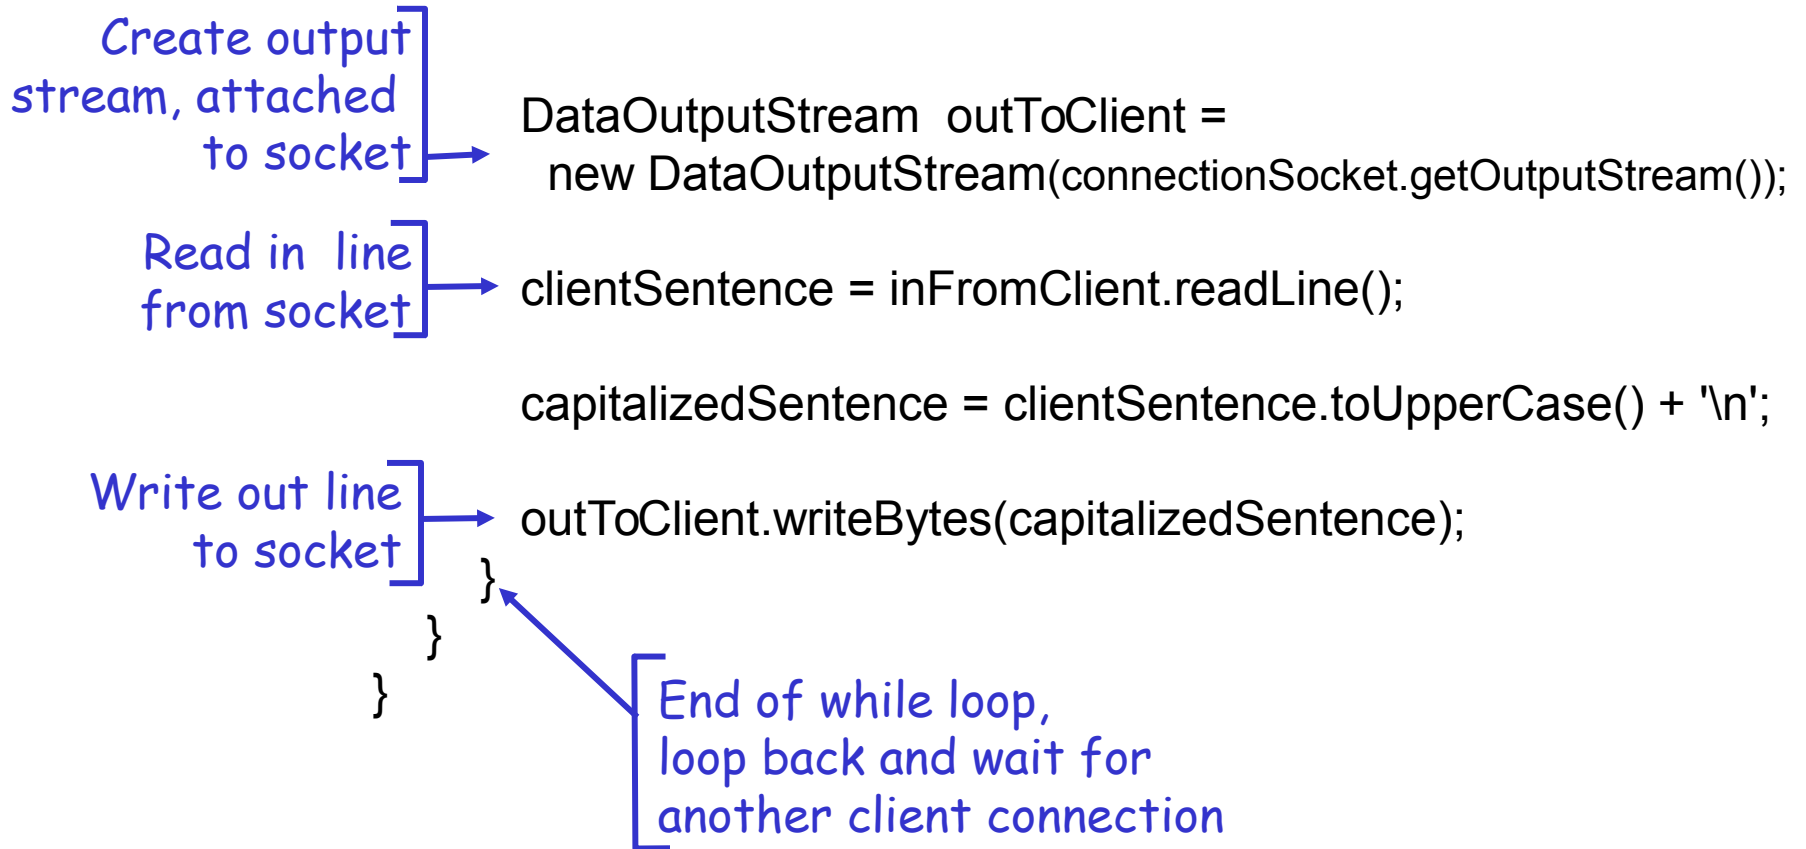 Create output
stream, attached
to socket
DataOutputStream outToClient =
new DataOutputStream(connectionSocket.getOutputStream());
Read in line
from socket
clientSentence = inFromClient.readLine();
capitalizedSentence = clientSentence.toUpperCase() + '\n';
Write out line
to socket
outToClient.writeBytes(capitalizedSentence);
}
}
}
End of while loop,
loop back and wait for
another client connection